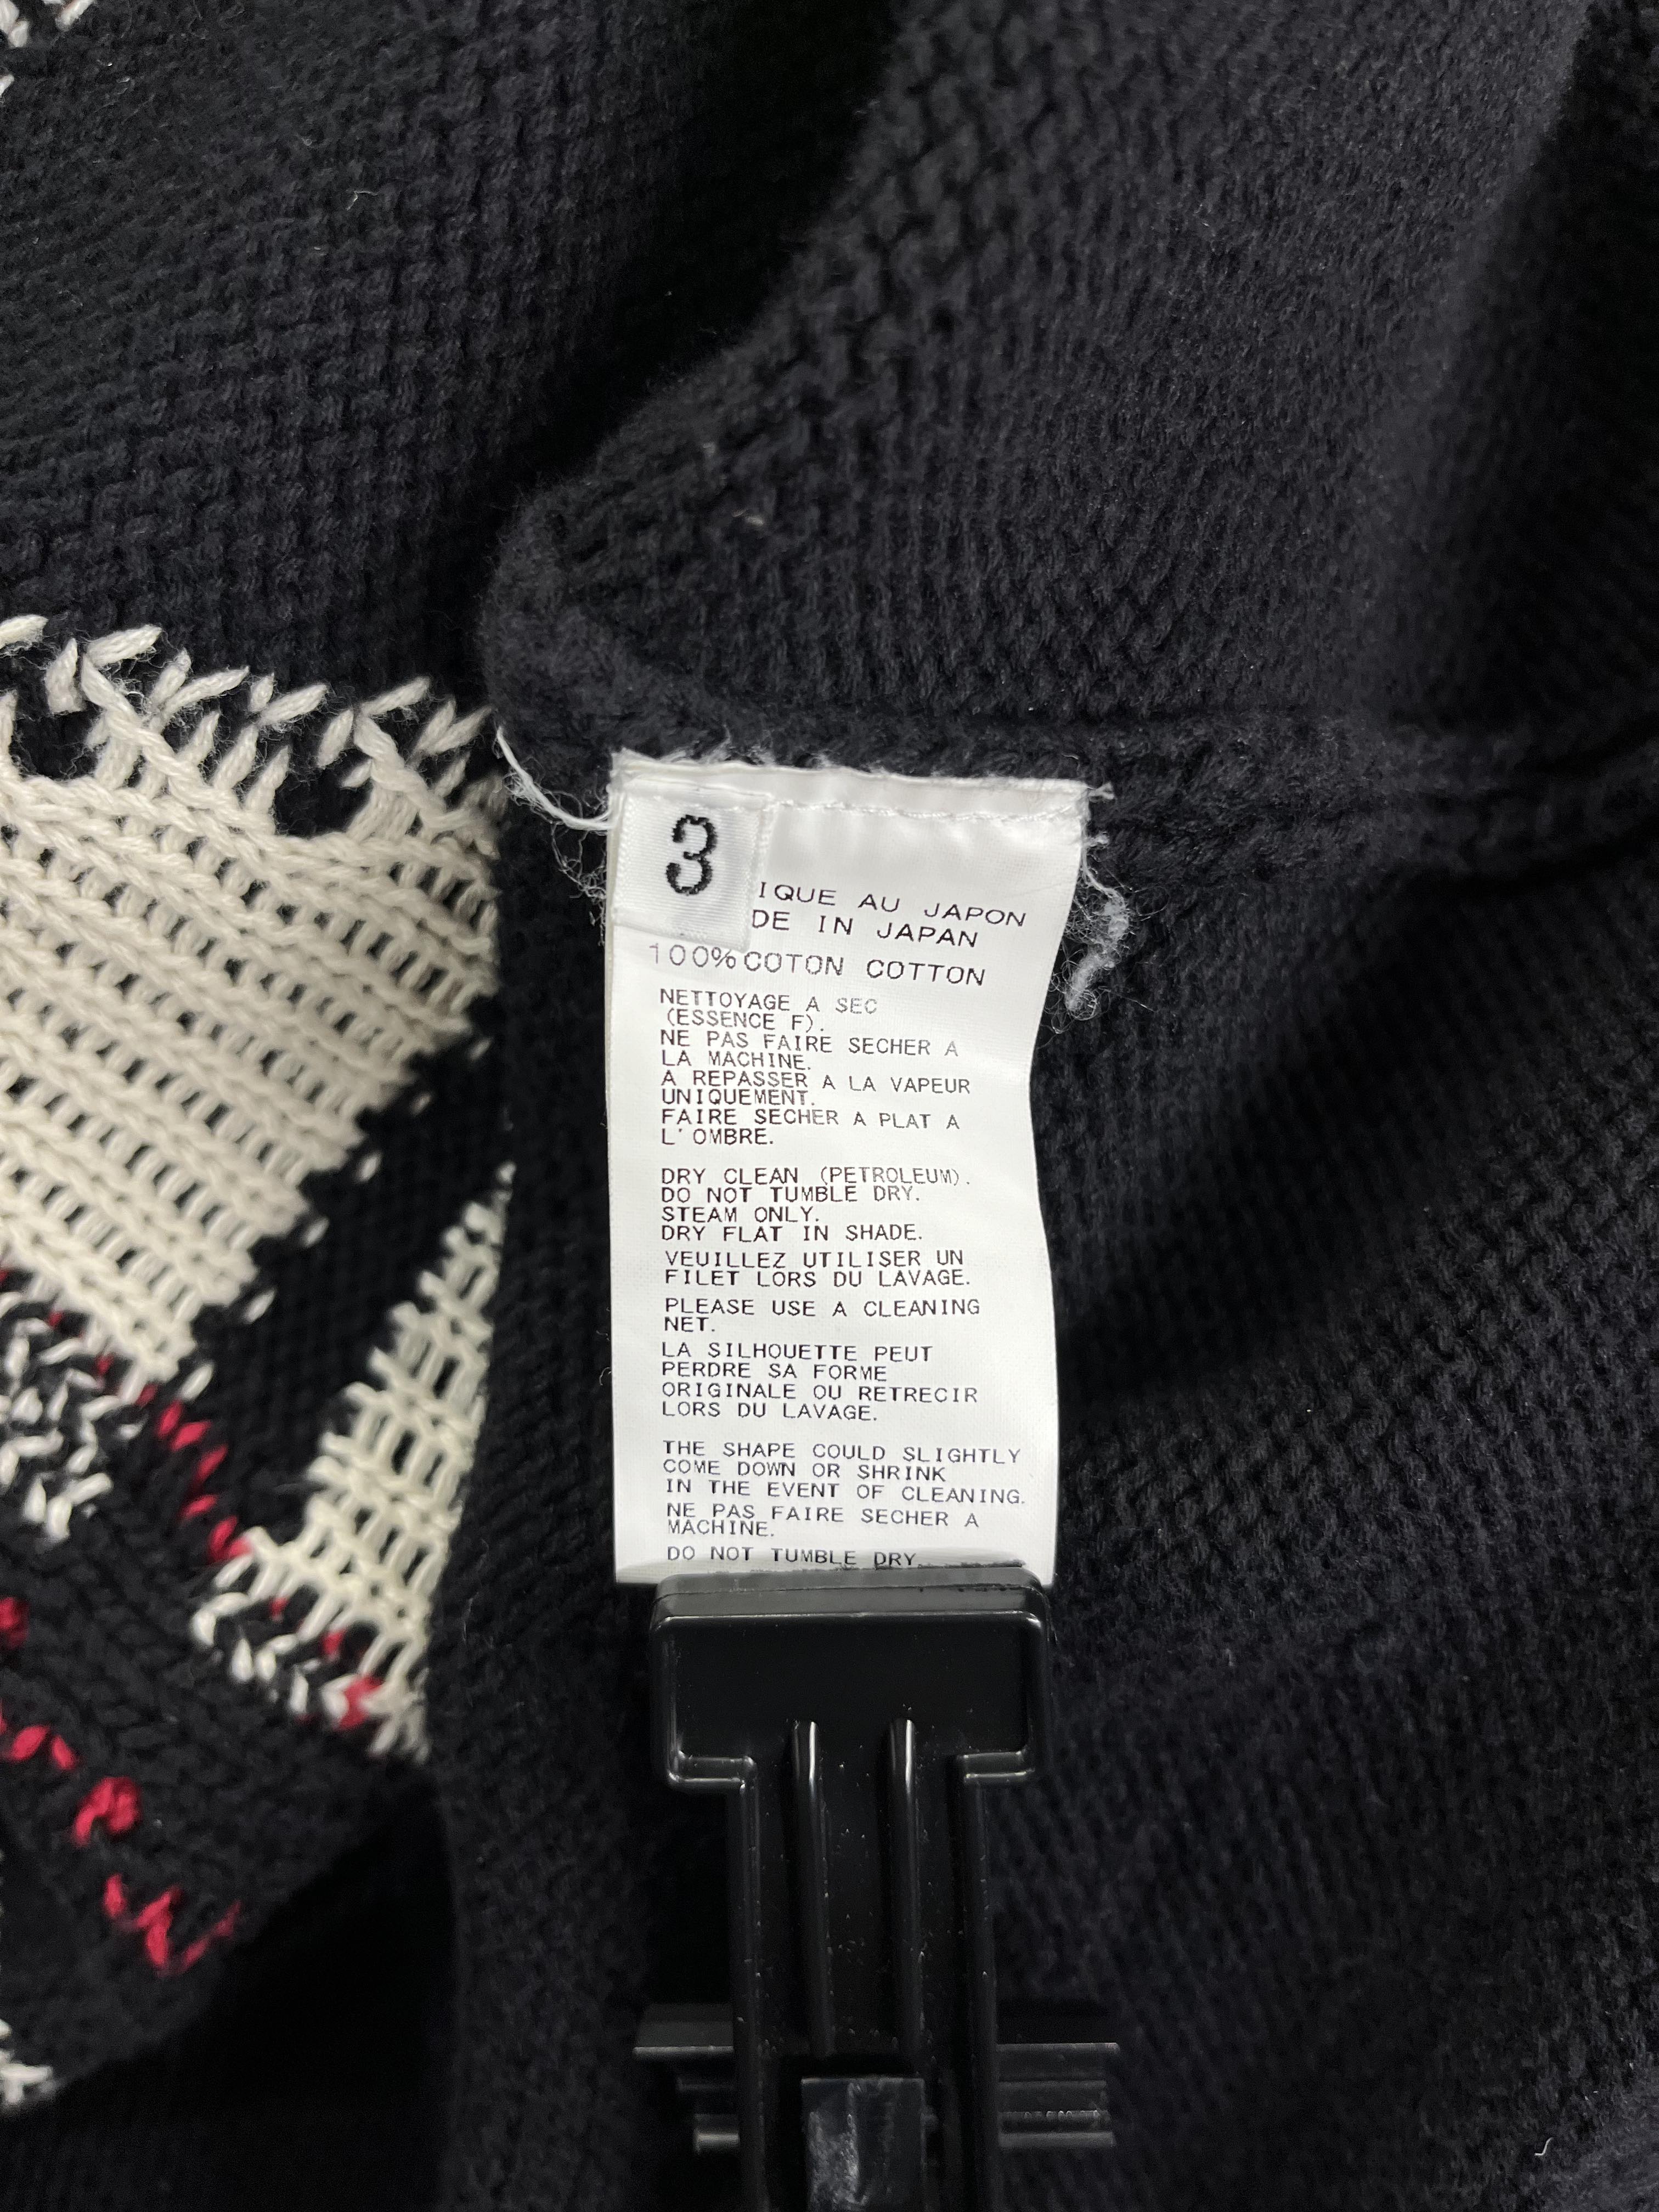 3
IQUE AU JAPON
DE IN JAPAN
100%COTON COTTON
NETTOYAGE A SEC
(ESSENCE F).
NE PAS FAIRE SECHER A
LA MACHINE.
A REPASSER A LA VAPEUR
UNIQUEMENT.
FAIRE SECHER A PLAT A
L'OMBRE.
DRY CLEAN (PETROLEUM).
DO NOT TUMBLE DRY.
STEAM ONLY.
DRY FLAT IN SHADE.
VEUILLEZ UTILISER UN
FILET LORS DU LAVAGE.
PLEASE USE A CLEANING
NET.
LA SILHOUETTE PEUT
PERDRE SA FORME
ORIGINALE OU RETRECIR
LORS DU LAVAGE.
THE SHAPE COULD SLIGHTLY
COME DOWN OR SHRINK
IN THE EVENT OF CLEANING.
NE PAS FAIRE SECHER A
MACHINE.
DO NOT TUMBLE DRY.